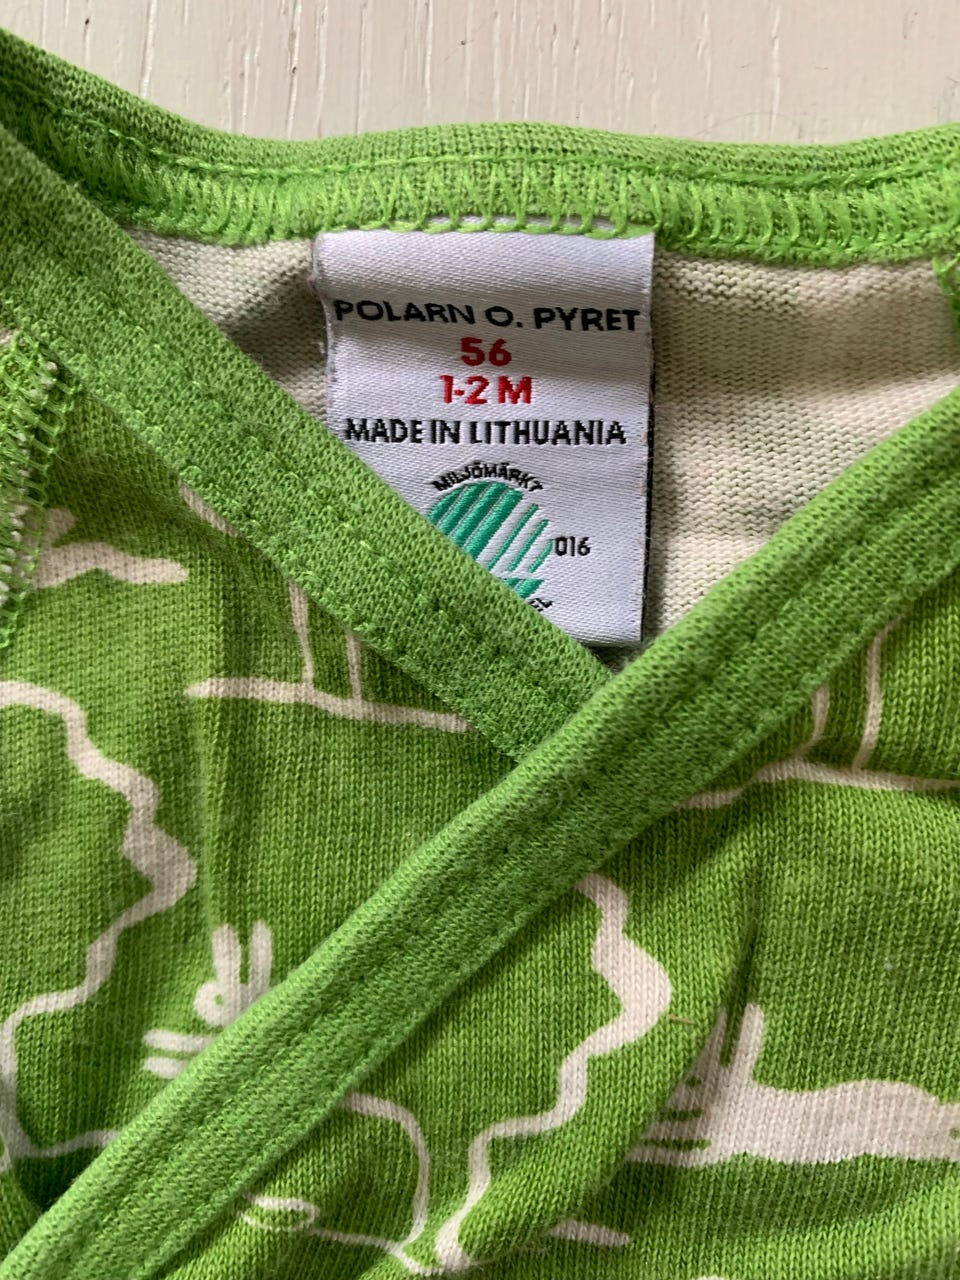 POLARN O. PYRET
56
1-2 M
MADE IN LITHUANIA
MILJÖMÄRKT
016